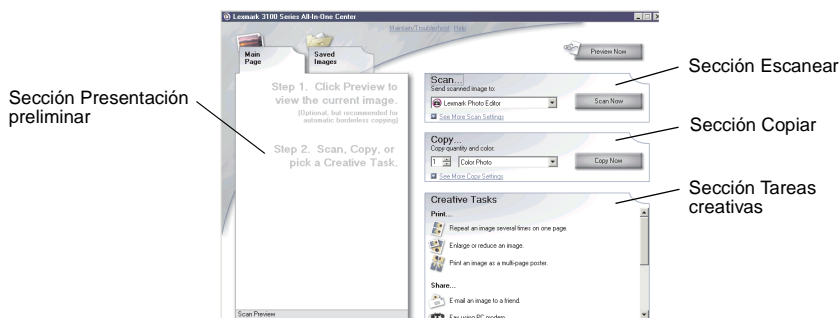 Lexmark 3100 Series All-In-One Center
Maintain/Troubleshoot Help
Main
Page
Saved
Images
Preview Now
Step 1. Click Preview to
view the current image.
(Optional, but recommended for
automatic borderless copying)
Step 2. Scan, Copy, or
pick a Creative Task.
Scan Preview
Scan...
Send scanned image to:
Lexmark Photo Editor
Scan Now
See More Scan Settings
Copy...
Copy quantity and color.
1
Color Photo
Copy Now
See More Copy Settings
Creative Tasks
Print...
Repeat an image several times on one page.
Enlarge or reduce an image.
Print an image as a multi-page poster.
Share...
E-mail an image to a friend.
Fax using PC modem.
Sección Presentación
preliminar
Sección Escanear
Sección Copiar
Sección Tareas
creativas